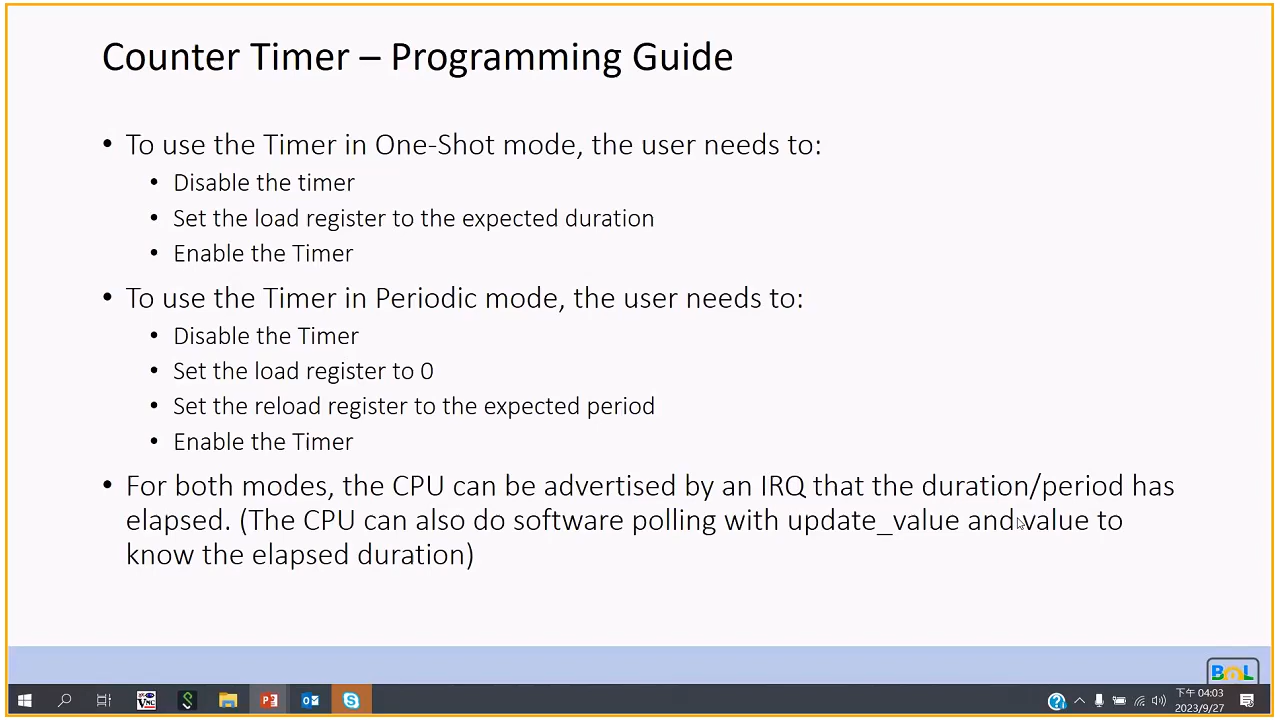 Counter Timer – Programming Guide
• To use the Timer in One-Shot mode, the user needs to:
• Disable the timer
• Set the load register to the expected duration
• Enable the Timer
• To use the Timer in Periodic mode, the user needs to:
• Disable the Timer
• Set the load register to 0
• Set the reload register to the expected period
• Enable the Timer
• For both modes, the CPU can be advertised by an IRQ that the duration/period has
elapsed. (The CPU can also do software polling with update_value and value to
know the elapsed duration)
BOL
VNC
下午 04:03
2023/9/27